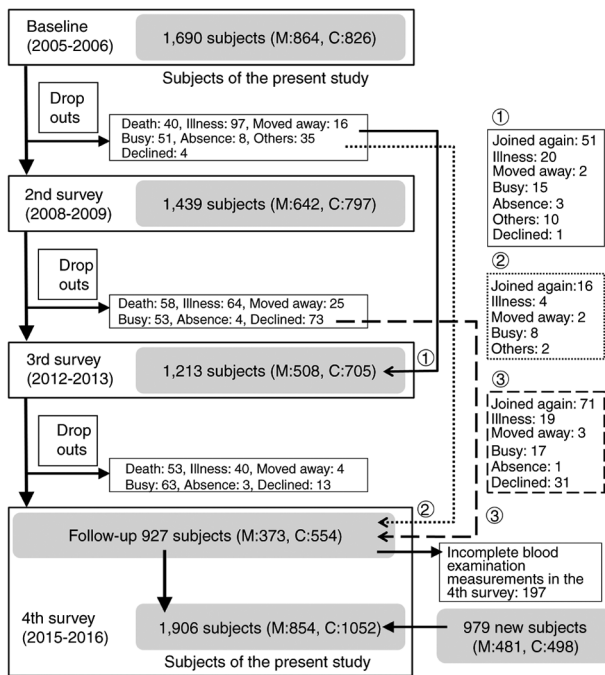 Baseline
(2005-2006)
1,690 subjects (M:864, C:826)
Subjects of the present study
Drop
outs
Death: 40, Illness: 97, Moved away: 16
Busy: 51, Absence: 8, Others: 35
Declined: 4
2nd survey
(2008-2009)
1,439 subjects (M:642, C:797)
Drop
outs
Death: 58, Illness: 64, Moved away: 25
Busy: 53, Absence: 4, Declined: 73
3rd survey
(2012-2013)
1,213 subjects (M:508, C:705)
①
Drop
outs
Death: 53, Illness: 40, Moved away: 4
Busy: 63, Absence: 3, Declined: 13
②
③
Follow-up 927 subjects (M:373, C:554)
Incomplete blood
examination
measurements in the
4th survey: 197
4th survey
(2015-2016)
1,906 subjects (M:854, C:1052)
Subjects of the present study
979 new subjects
(M:481, C:498)
①
Joined again: 51
Illness: 20
Moved away: 2
Busy: 15
Absence: 3
Others: 10
Declined: 1
②
Joined again:16
Illness: 4
Moved away: 2
Busy: 8
Others: 2
③
Joined again: 71
Illness: 19
Moved away: 3
Busy: 17
Absence: 1
Declined: 31